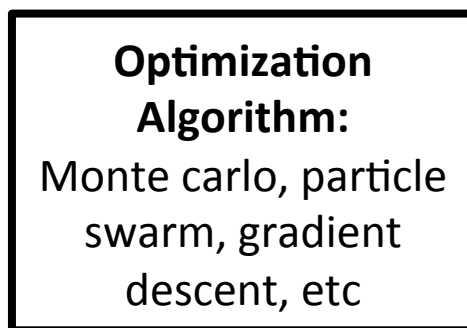 Optimization
Algorithm:
Monte carlo, particle
swarm, gradient
descent, etc